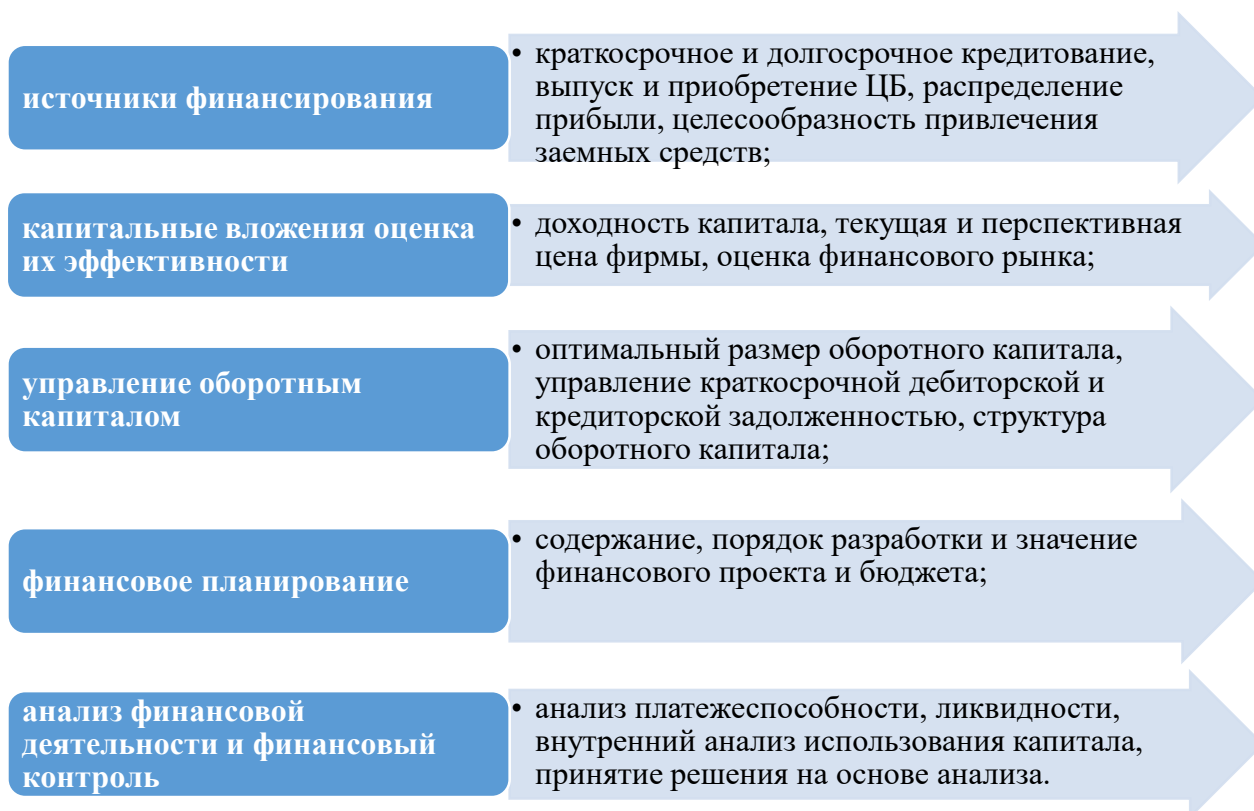 источники финансирования
• краткосрочное и долгосрочное кредитование,
выпуск и приобретение ЦБ, распределение
прибыли, целесообразность привлечения
заемных средств;
капитальные вложения оценка
их эффективности
• доходность капитала, текущая и перспективная
цена фирмы, оценка финансового рынка;
управление оборотным
капиталом
• оптимальный размер оборотного капитала,
управление краткосрочной дебиторской и
кредиторской задолженностью, структура
оборотного капитала;
финансовое планирование
• содержание, порядок разработки и значение
финансового проекта и бюджета;
анализ финансовой
деятельности и финансовый
контроль
• анализ платежеспособности, ликвидности,
внутренний анализ использования капитала,
принятие решения на основе анализа.